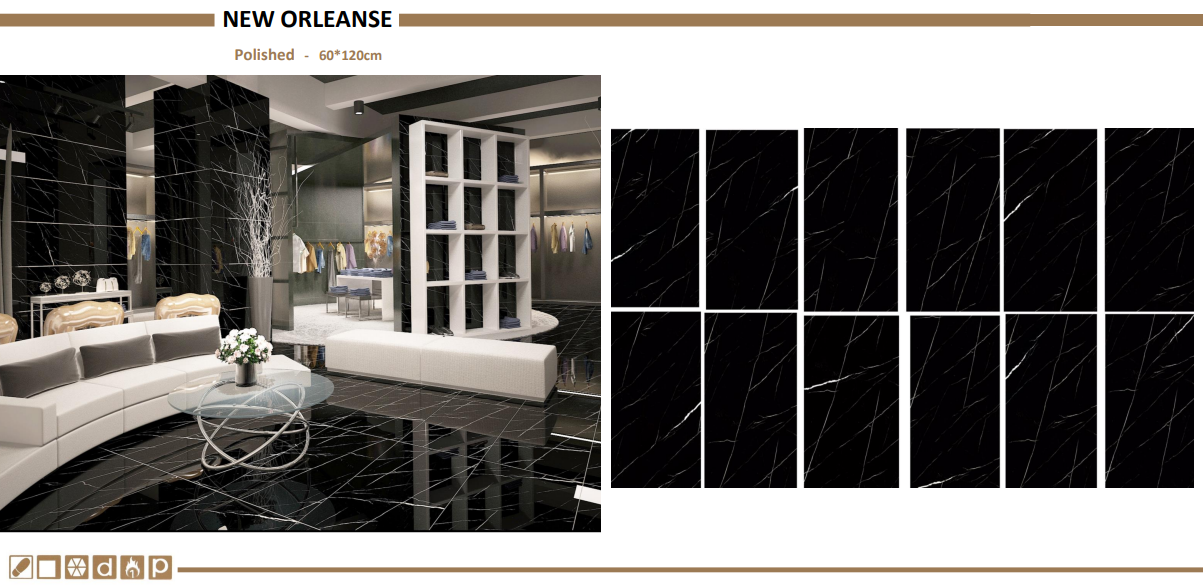 NEW ORLEANSE
Polished - 60*120cm
d
p